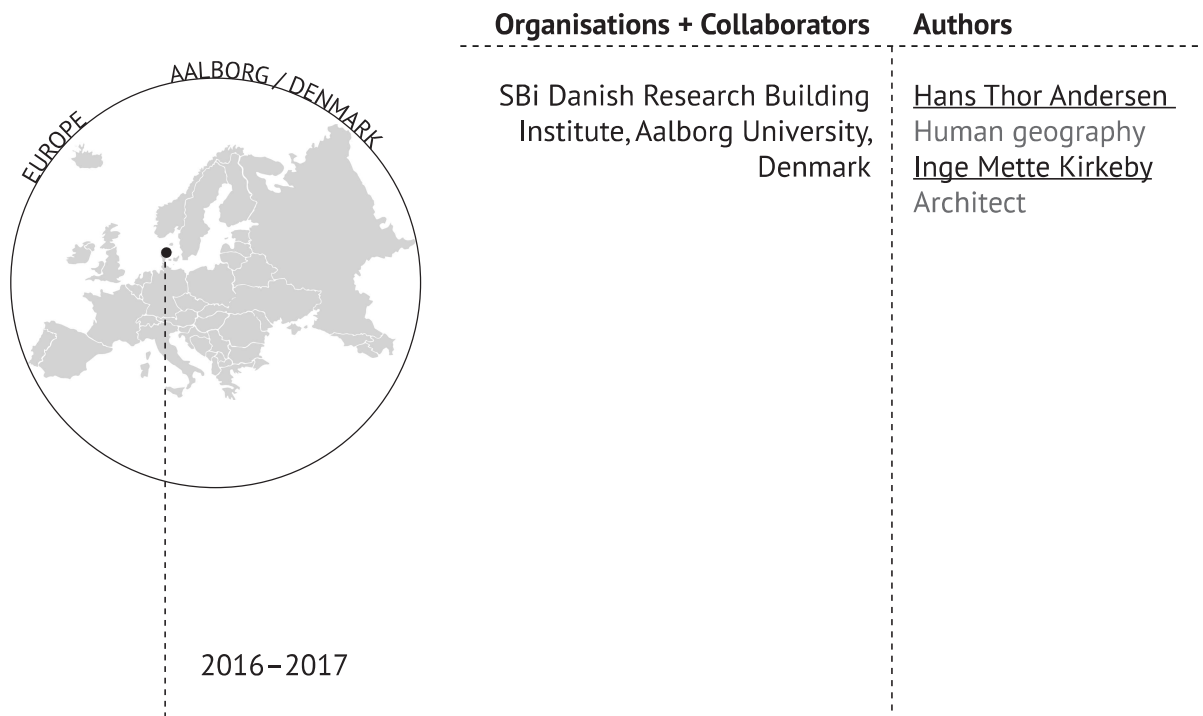 EUROPE
AALBORG / DENMARK
2016–2017
Organisations + Collaborators
SBi Danish Research Building
Institute, Aalborg University,
Denmark
Authors
Hans Thor Andersen
Human geography
Inge Mette Kirkeby
Architect